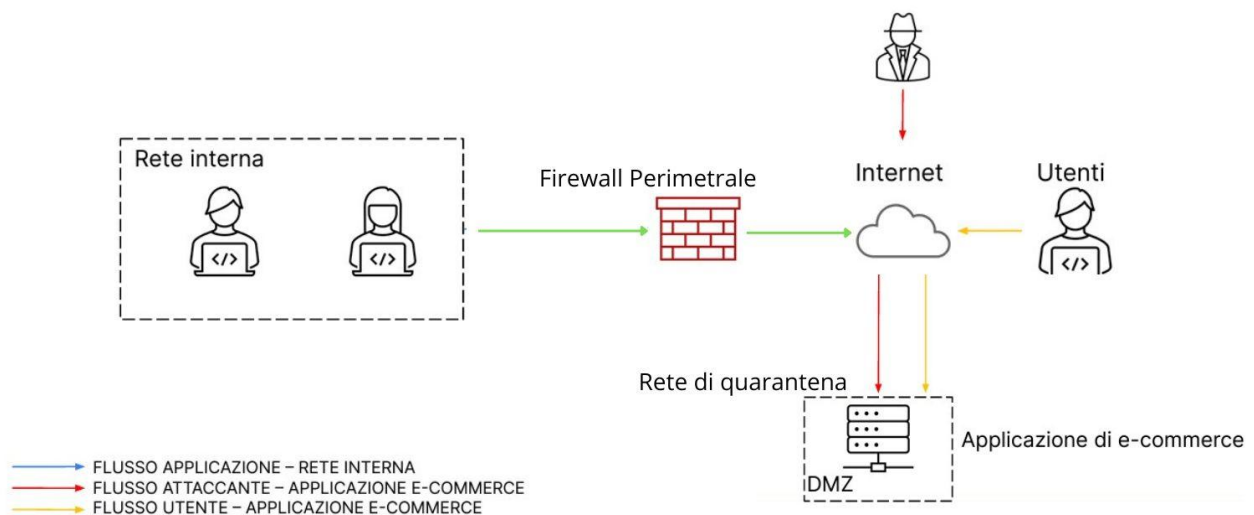 Rete interna
Firewall Perimetrale
Internet
Utenti
</>
</>
</>
Rete di quarantena
Applicazione di e-commerce
DMZ
FLUSSO APPLICAZIONE – RETE INTERNA
FLUSSO ATTACCANTE – APPLICAZIONE E-COMMERCE
FLUSSO UTENTE – APPLICAZIONE E-COMMERCE